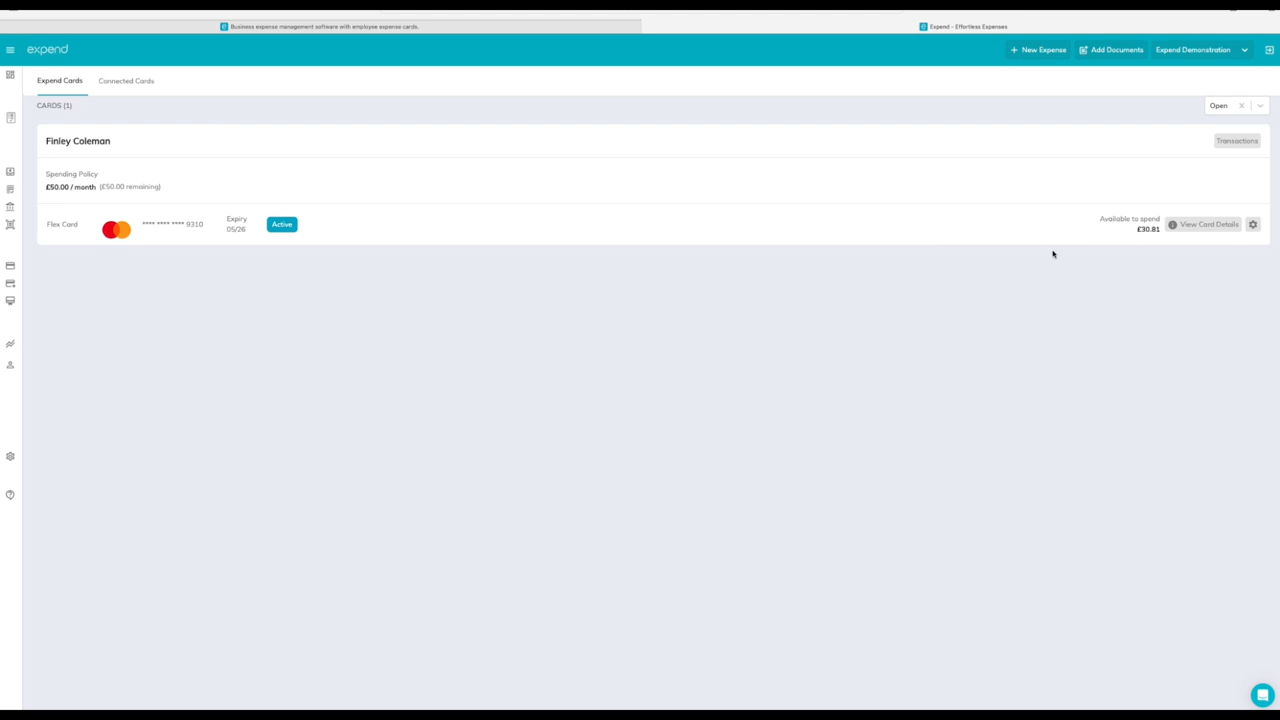 Business expense management software with employee expense cards.
Expend - Effortless Expenses
expend
New Expense
Add Documents
Expend Demonstration
Expend Cards
Connected Cards
CARDS (1)
Open
Finley Coleman
Transactions
Spending Policy
£50.00 / month (£50.00 remaining)
Flex Card
**** **** **** 9310
Expiry
05/26
Active
Available to spend
£30.81
View Card Details